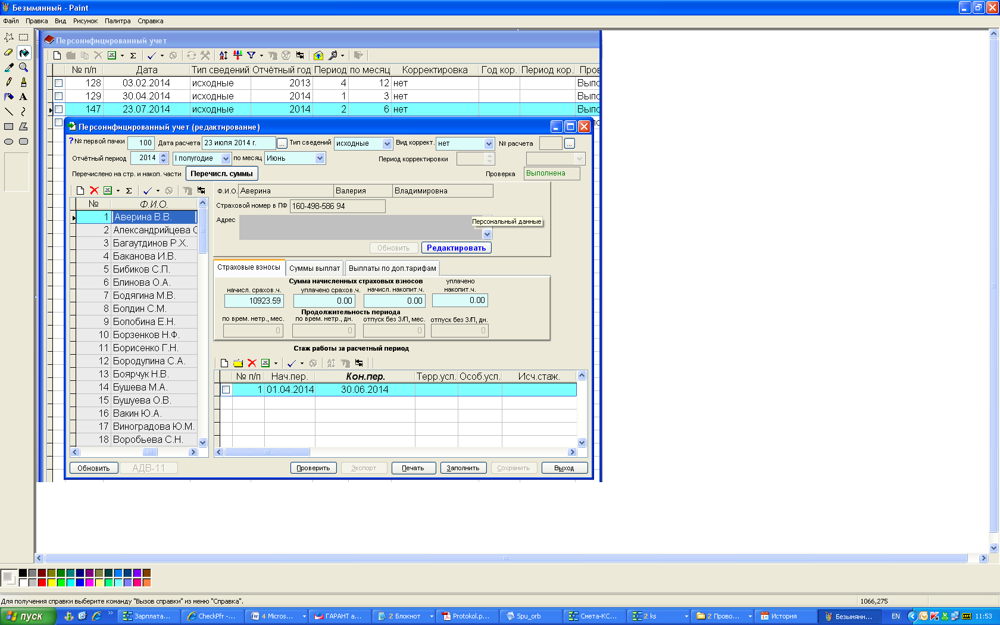 Безымянный - Paint
Файл Правка Вид Рисунок Палитра Справка
Персонифицированный учет
№ п/п Дата Тип сведений Отчётный год Период по месяц Корректировка Год кор. Период кор. Пров
128 03.02.2014 исходные 2013 4 12 нет Выпо
129 30.04.2014 исходные 2014 1 3 нет Выпо
147 23.07.2014 исходные 2014 2 6 нет Выпо
Персонифицированный учет (редактирование)
? № первой пачки 100 Дата расчета 23 июля 2014 г. ... Тип сведений исходные Вид коррект. нет № расчета ...
Отчётный период 2014 I полугодие по месяц Июнь Период корректировки
Перечислено на стр. и накоп. части Перечисл. суммы Проверка Выполнена
Ф.И.О. Аверина Валерия Владимировна
Страховой номер в ПФ 160-498-586 94
Адрес Персональный данные
Обновить Редактировать
№ Ф.И.О.
1 Аверина В.В.
2 Александрийцева С
3 Багаутдинов Р.Х.
4 Баканова И.В.
5 Бибиков С.П.
6 Блинова О.А.
7 Бодягина М.В.
8 Болдин С.М.
9 Болобина Е.Н.
10 Борзенков Н.Ф.
11 Борисенко Г.Н.
12 Бородулина С.А.
13 Боярчук Н.В.
14 Бушева М.А.
15 Бушуева О.В.
16 Вакин Ю.А.
17 Виноградова Ю.М.
18 Воробьева С.Н.
Страховые взносы Суммы выплат Выплаты по доп.тарифам
Сумма начисленных страховых взносов уплачено
начисл. срахов.ч. уплачено срахов.ч. начисл. накопит.ч. накопит.ч.
10923.59 0.00 0.00 0.00
Продолжительность периода
по врем. нетр., мес. по врем. нетр., дн. отпуск без З/П, мес. отпуск без З/П, дн.
0 0 0 0
Стаж работы за расчетный период
№ п/п Нач.пер. Кон.пер. Терр.усл. Особ.усл. Исч.стаж.
1 01.04.2014 30.06.2014
Обновить АДВ-11 Проверить Экспорт Печать Заполнить Сохранить Выход
Для получения справки выберите команду "Вызов справки" из меню "Справка". 1066,275
пуск » Зарплата... CheckPfr -... 4 Micros... ГАРАНТ а... 2 Блокнот Protokol.p... Spu_orb Смета-КС... 2 ks 2 Прово... История Безымянн... EN 11:53